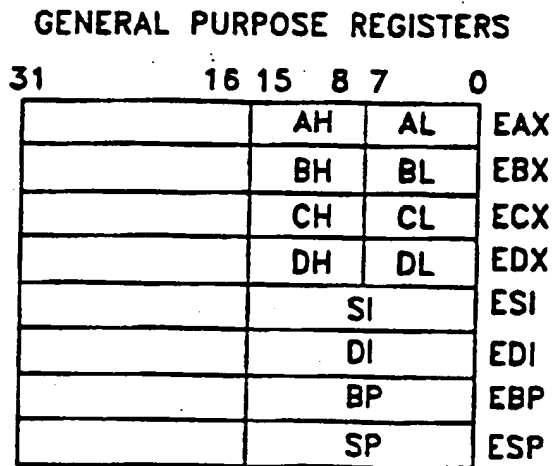 GENERAL PURPOSE REGISTERS
31 16 15 8 7 0
AH AL EAX
BH BL EBX
CH CL ECX
DH DL EDX
SI ESI
DI EDI
BP EBP
SP ESP